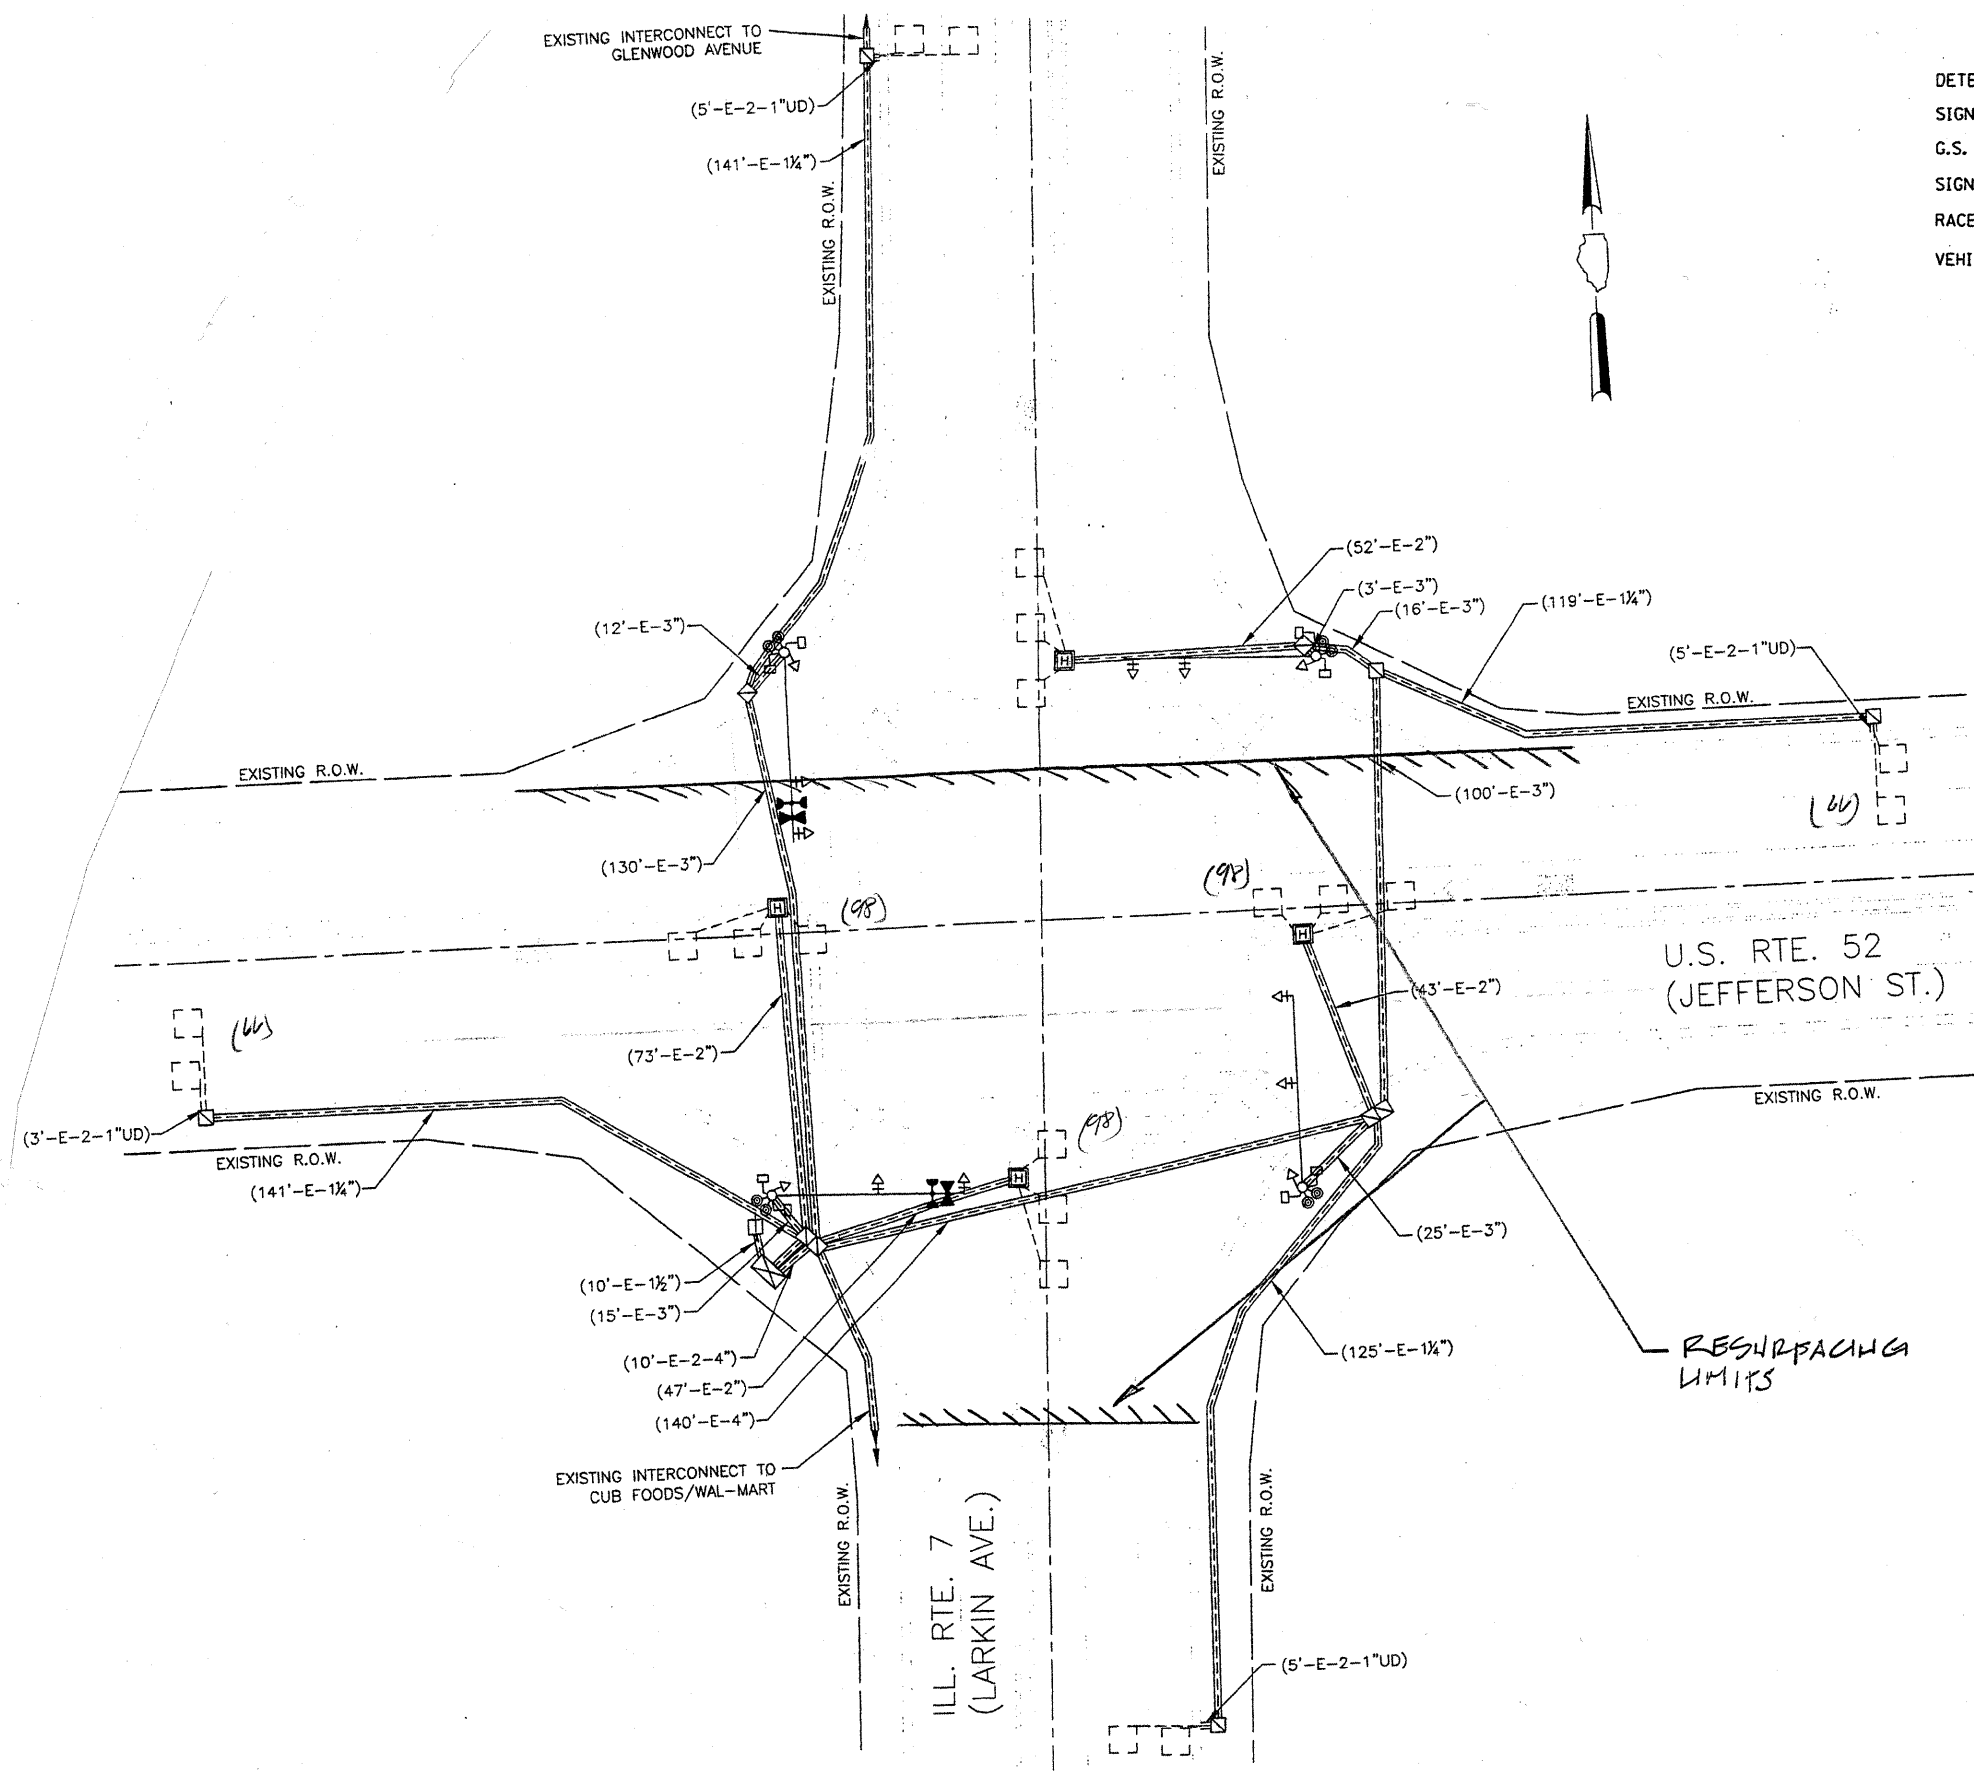 EXISTING INTERCONNECT TO
GLENWOOD AVENUE
(5'-E-2-1"UD)
(141'-E-1¼")
EXISTING R.O.W.
EXISTING R.O.W.
DETE
SIGN
G.S.
SIGN
RACE
VEHI
(52'-E-2")
(3'-E-3")
(16'-E-3")
(119'-E-1¼")
(12'-E-3")
(5'-E-2-1"UD)
EXISTING R.O.W.
EXISTING R.O.W.
(100'-E-3")
(130'-E-3")
(98)
(98)
H
H
H
H
U.S. RTE. 52
(JEFFERSON ST.)
(43'-E-2")
(73'-E-2")
EXISTING R.O.W.
(98)
(3'-E-2-1"UD)
EXISTING R.O.W.
(141'-E-1¼")
(25'-E-3")
(10'-E-1½")
(15'-E-3")
(10'-E-2-4")
(47'-E-2")
(140'-E-4")
(125'-E-1¼")
RESURFACING
LIMITS
EXISTING INTERCONNECT TO
CUB FOODS/WAL-MART
EXISTING R.O.W.
ILL. RTE. 7
(LARKIN AVE.)
EXISTING R.O.W.
(5'-E-2-1"UD)